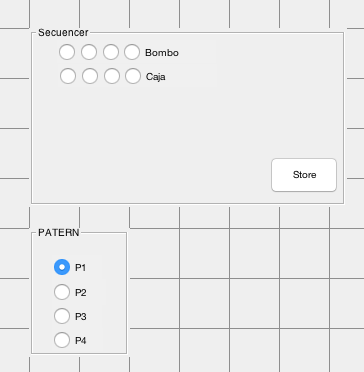 Secuencer
Bombo
Caja
Store
PATERN
P1
P2
P3
P4